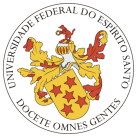 UNIVERSIDADE FEDERAL DO ESPÍRITO SANTO
DOCETE OMNES GENTES